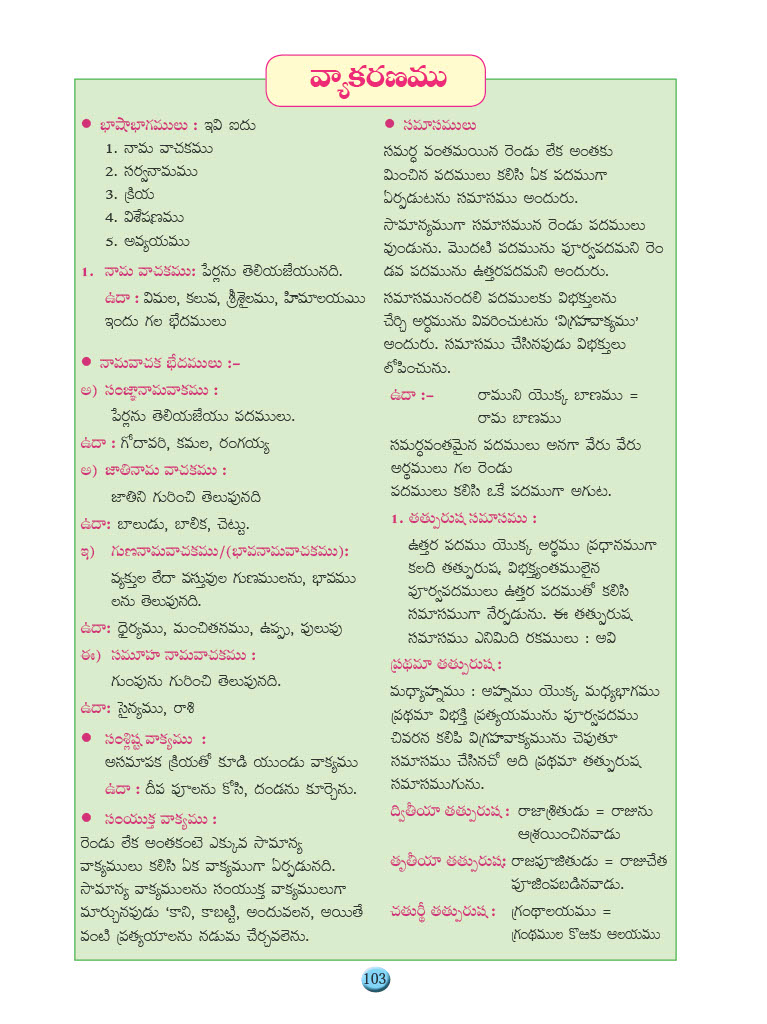 వ్యాకరణము
● భాషాభాగములు : ఇవి ఐదు
1. నామ వాచకము
2. సర్వనామము
3. క్రియ
4. విశేషణము
5. అవ్యయము
1. నామ వాచకము: పేర్లను తెలియజేయునది.
ఉదా : విమల, కలువ, శ్రీశైలము, హిమాలయము
ఇందు గల భేదములు
● నామవాచక భేదములు :–
అ) సంజ్ఞానామవాకము :
పేర్లను తెలియజేయు పదములు.
ఉదా : గోదావరి, కమల, రంగయ్య
అ) జాతినామ వాచకము :
జాతిని గురించి తెలుపునది
ఉదా: బాలుడు, బాలిక, చెట్టు.
ఇ) గుణనామవాచకము/(భావనామవాచకము):
వ్యక్తుల లేదా వస్తువుల గుణములను, భావము
లను తెలుపునది.
ఉదా: ధైర్యము, మంచితనము, ఉప్పు, పులుపు
ఈ) సమూహ నామవాచకము :
గుంపును గురించి తెలుపునది.
ఉదా: సైన్యము, రాశి
● సంశ్లిష్ట వాక్యము :
అసమాపక క్రియతో కూడి యుండు వాక్యము
ఉదా : దీప పూలను కోసి, దండను కూర్చెను.
● సంయుక్త వాక్యము :
రెండు లేక అంతకంటె ఎక్కువ సామాన్య
వాక్యములు కలిసి ఏక వాక్యముగా ఏర్పడునది.
సామాన్య వాక్యములను సంయుక్త వాక్యములుగా
మార్చునపుడు ‘కాని, కాబట్టి, అందువలన, అయితే
వంటి ప్రత్యయాలను నడుమ చేర్చవలెను.
● సమాసములు
సమర్ధ వంతమయిన రెండు లేక అంతకు
మించిన పదములు కలిసి ఏక పదముగా
ఏర్పడుటను సమాసము అందురు.
సామాన్యముగా సమాసమున రెండు పదములు
వుండును. మొదటి పదమును పూర్వపదమని రెం
డవ పదమును ఉత్తరపదమని అందురు.
సమాసమునందలి పదములకు విభక్తులను
చేర్చి అర్ధమును వివరించుటను ‘విగ్రహవాక్యము’
అందురు. సమాసము చేసినపుడు విభక్తులు
లోపించును.
ఉదా :– రాముని యొక్క బాణము =
రామ బాణము
సమర్ధవంతమైన పదములు అనగా వేరు వేరు
అర్థములు గల రెండు
పదములు కలిసి ఒకే పదముగా అగుట.
1. తత్పురుష సమాసము :
ఉత్తర పదము యొక్క అర్థము ప్రధానముగా
కలది తత్పురుష. విభక్త్యంతములైన
పూర్వపదములు ఉత్తర పదముతో కలిసి
సమాసముగా నేర్పడును. ఈ తత్పురుష
సమాసము ఎనిమిది రకములు : అవి
ప్రథమా తత్పురుష :
మధ్యాహ్నము : అహ్నము యొక్క మధ్యభాగము
ప్రథమా విభక్తి ప్రత్యయమును పూర్వపదము
చివరన కలిపి విగ్రహవాక్యమును చెపుతూ
సమాసము చేసినచో అది ప్రథమా తత్పురుష
సమాసమగును.
ద్వితీయా తత్పురుష : రాజాశ్రితుడు = రాజును
ఆశ్రయించినవాడు
తృతీయా తత్పురుష: రాజపూజితుడు = రాజుచేత
పూజింపబడినవాడు.
చతుర్థీ తత్పురుష : గ్రంథాలయము =
గ్రంథముల కొఱకు ఆలయము
103